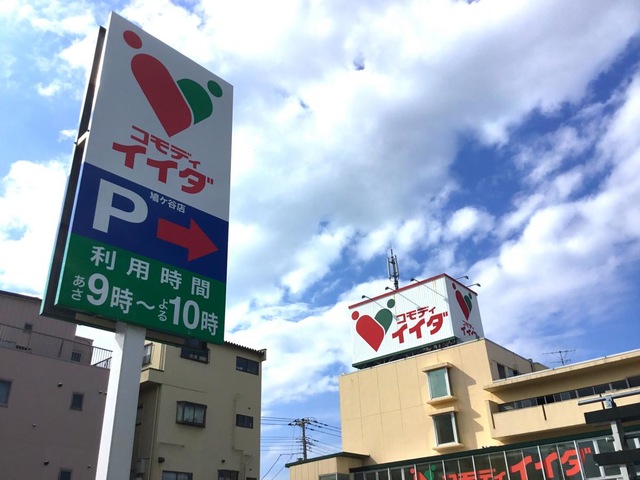 コモディ
イイダ
鳩ケ谷店
P
利用時間
あさ9時～よる10時
コモディ
イイダ
コモディイイダ